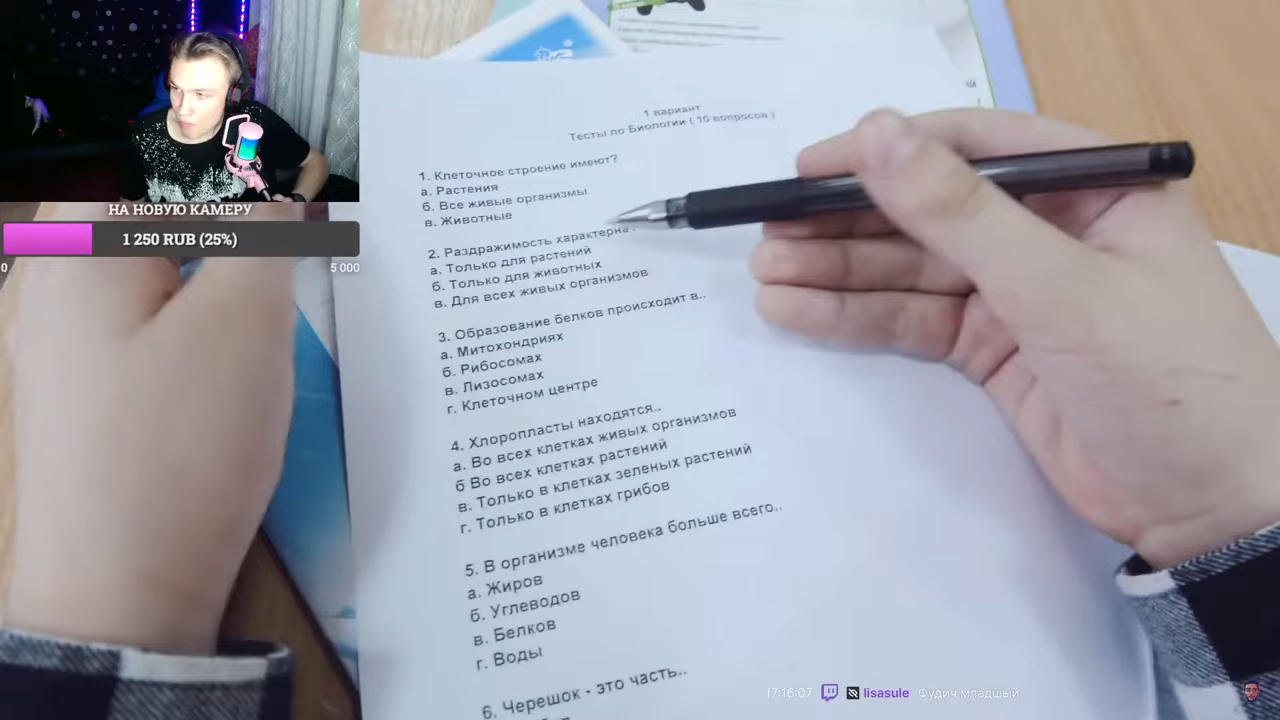 НА НОВУЮ КАМЕРУ
1 250 RUB (25%)
0
5 000
1 вариант
Тесты по Биологии ( 10 вопросов )
1. Клеточное строение имеют?
а. Растения
б. Все живые организмы
в. Животные
2. Раздражимость характерна
а. Только для растений
б. Только для животных
в. Для всех живых организмов
3. Образование белков происходит в..
а. Митохондриях
б. Рибосомах
в. Лизосомах
г. Клеточном центре
4. Хлоропласты находятся..
а. Во всех клетках живых организмов
б Во всех клетках растений
в. Только в клетках зеленых растений
г. Только в клетках грибов
5. В организме человека больше всего..
а. Жиров
б. Углеводов
в. Белков
г. Воды
6. Черешок - это часть..
17:16:07 lisasule Фудич младшый